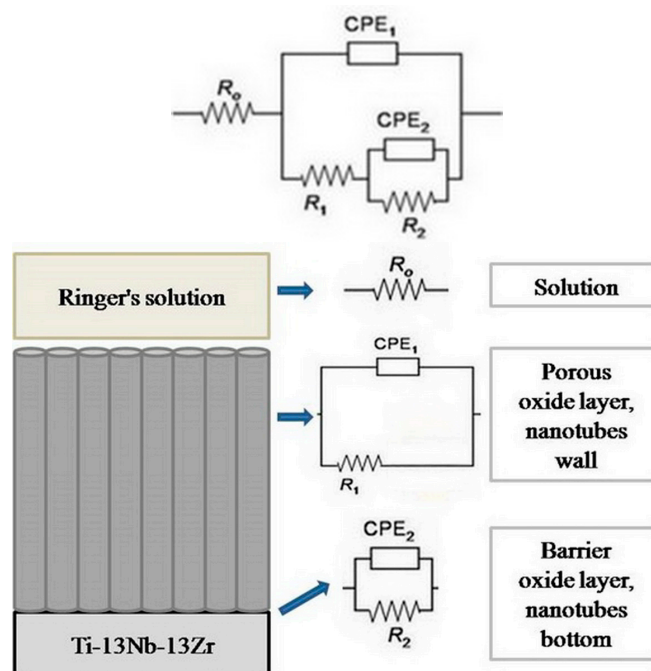 CPE1
Ro
CPE2
R1
R2
Ringer's solution
Ro
Solution
CPE1
R1
Porous
oxide layer,
nanotubes
wall
CPE2
R2
Barrier
oxide layer,
nanotubes
bottom
Ti-13Nb-13Zr